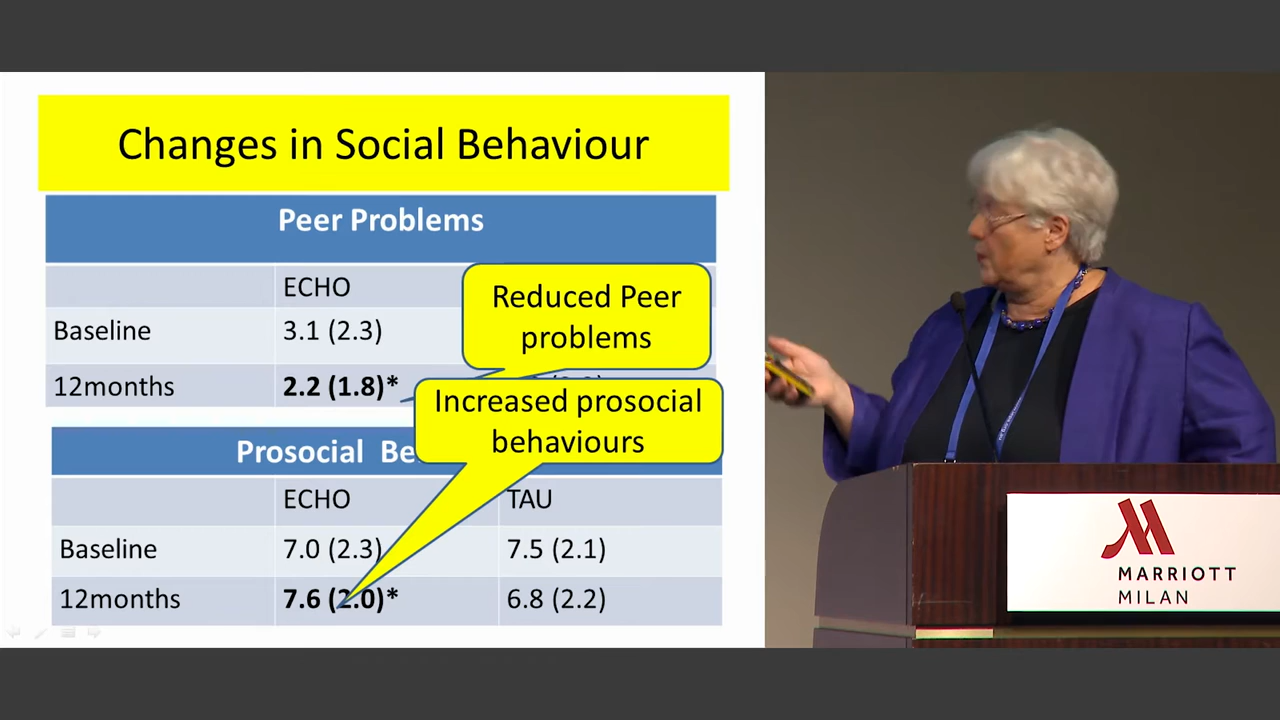 Changes in Social Behaviour
Peer Problems
ECHO
Baseline 3.1 (2.3)
12months 2.2 (1.8)*
Reduced Peer
problems
Increased prosocial
behaviours
Prosocial Be
ECHO TAU
Baseline 7.0 (2.3) 7.5 (2.1)
12months 7.6 (2.0)* 6.8 (2.2)
MARRIOTT
MILAN